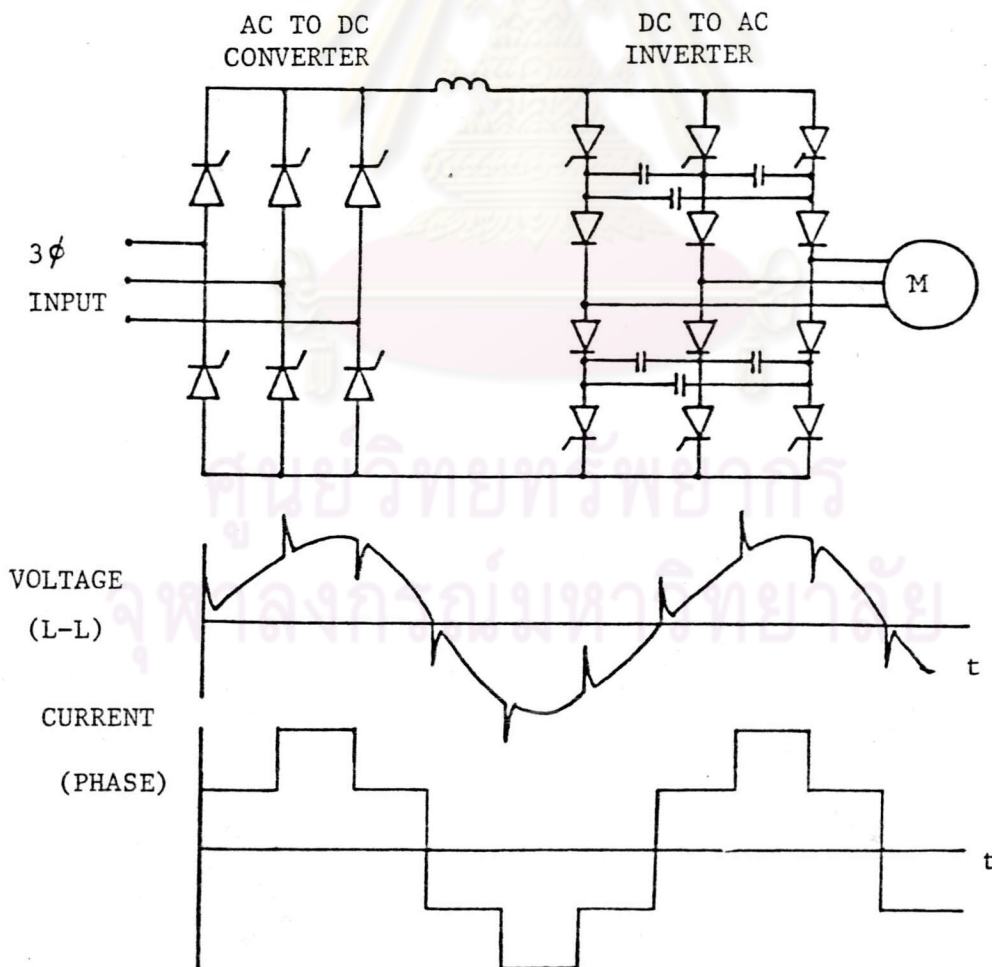 AC TO DC
CONVERTER
DC TO AC
INVERTER
3φ
INPUT
M
VOLTAGE
(L-L)
t
CURRENT
(PHASE)
t
ศูนย์วิทยทรัพยากร
จุฬาลงกรณ์มหาวิทยาลัย